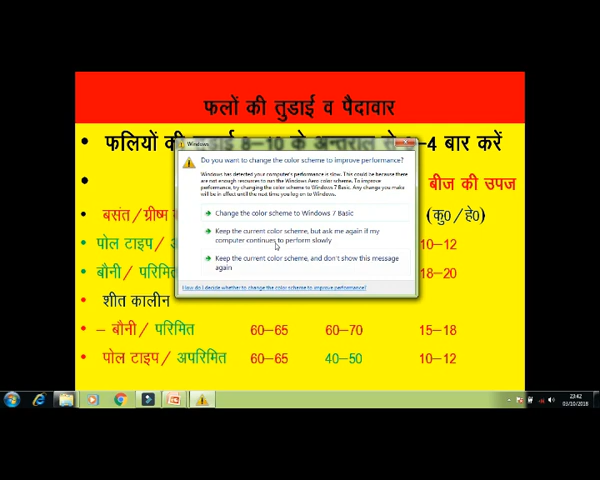 फलों की तुडाई व पैदावार
फलियों की 8–10 के अन्तराल से –4 बार करें
Windows
Do you want to change the color scheme to improve performance?
बीज की उपज
Windows has detected your computer's performance is slow. This could be because there
are not enough resources to run the Windows Aero color scheme. To improve
performance, try changing the color scheme to Windows 7 Basic. Any change you make
will be in effect until the next time you log on to Windows.
बसंत/ग्रीष्म
Change the color scheme to Windows 7 Basic
(कु0/हे0)
पोल टाइप/
Keep the current color scheme, but ask me again if my
computer continues to perform slowly
10–12
बौनी/परिमि
Keep the current color scheme, and don't show this message
again
18–20
How do I decide whether to change the color scheme to improve performance?
शीत कालीन
– बौनी/परिमित 60–65 60–70 15–18
पोल टाइप/अपरिमित 60–65 40–50 10–12
23:42
03/10/2018